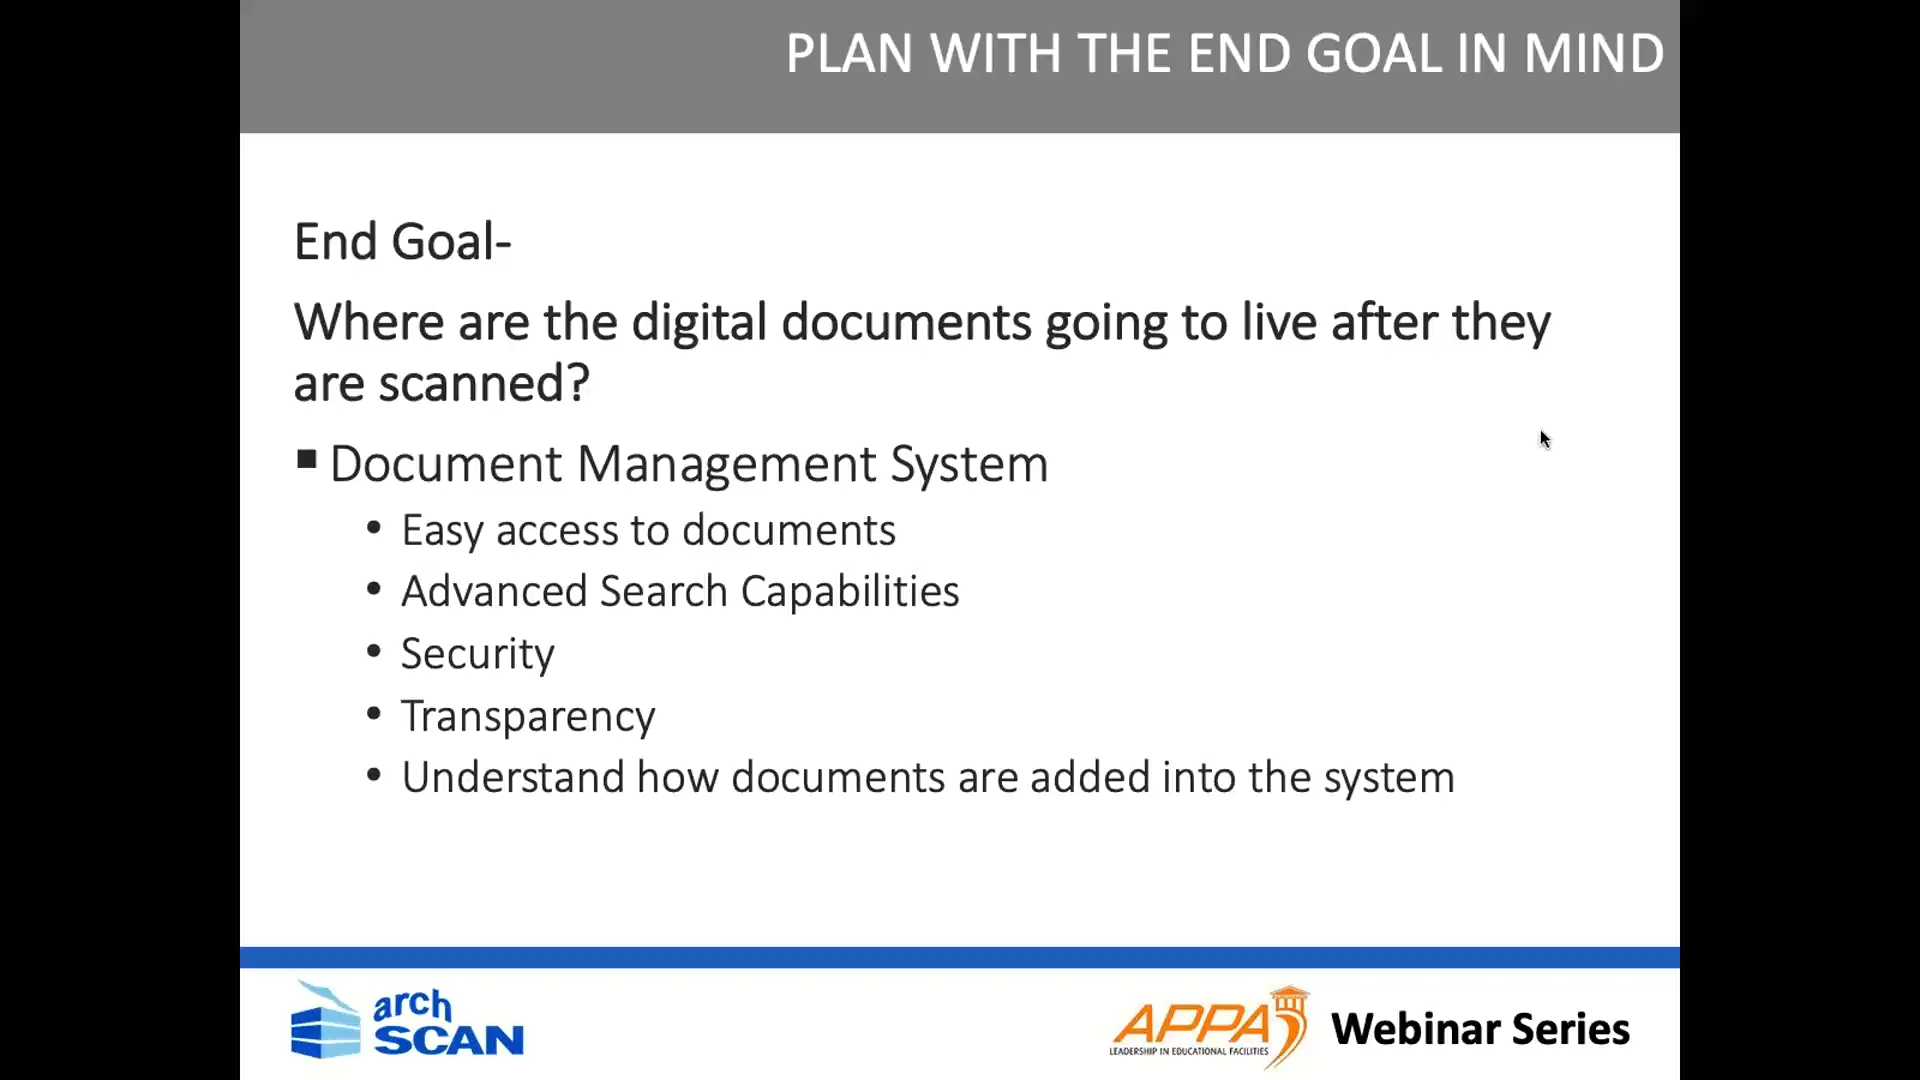 PLAN WITH THE END GOAL IN MIND
End Goal-
Where are the digital documents going to live after they
are scanned?
Document Management System
Easy access to documents
Advanced Search Capabilities
Security
Transparency
Understand how documents are added into the system
arch
SCAN
APPA
LEADERSHIP IN EDUCATIONAL FACILITIES
Webinar Series